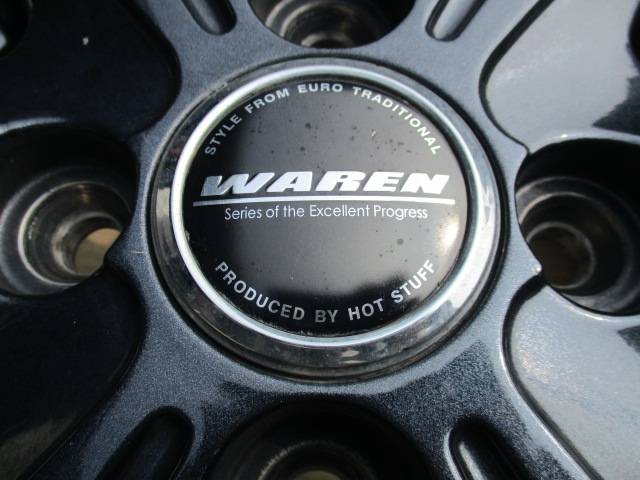 STYLE FROM EURO TRADITIONAL
WAREN
Series of the Excellent Progress
PRODUCED BY HOT STUFF